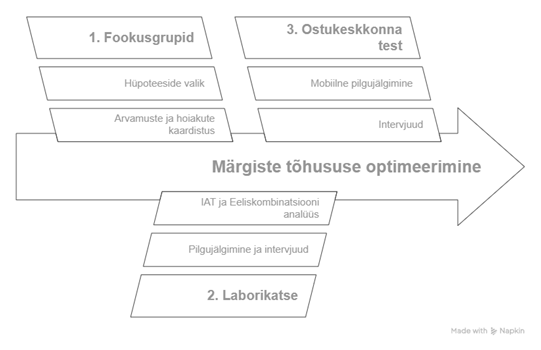 1. Fookusgrupid
Hüpoteeside valik
Arvamuste ja hoiakute
kaardistus
3. Ostukeskkonna
test
Mobiilne pilgujälgimine
Intervjuud
Märgiste tõhususe optimeerimine
IAT ja Eeliskombinatsiooni
analüüs
Pilgujälgimine ja intervjuud
2. Laborikatse
Made with Napkin